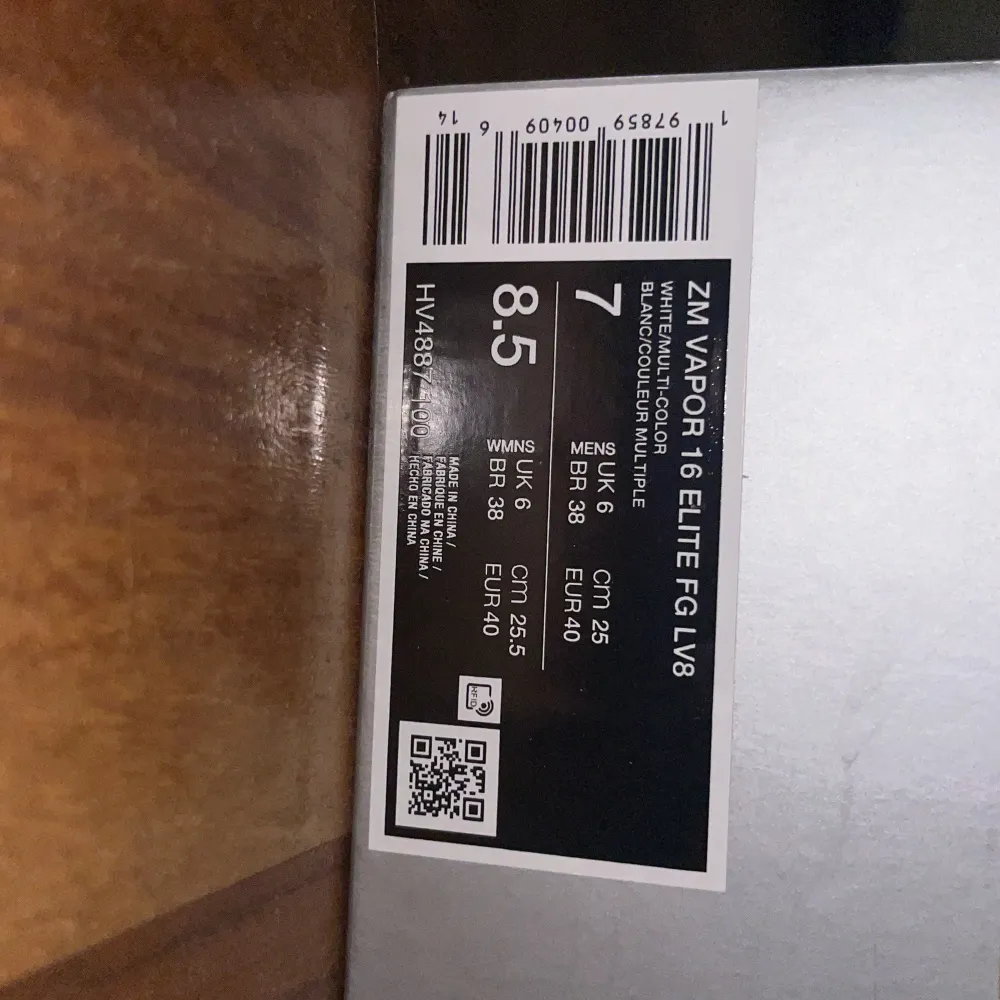 ZM VAPOR 16 ELITE FG LV8
WHITE/MULTI-COLOR
BLANC/COULEUR MULTIPLE
7
MENS UK 6 cm 25
BR 38 EUR 40
8.5
WMNS UK 6 cm 25.5
BR 38 EUR 40
HV4887-100
MADE IN CHINA /
FABRIQUE EN CHINE /
FABRICADO NA CHINA /
HECHO EN CHINA
RFID
1 97859 00409 6 14